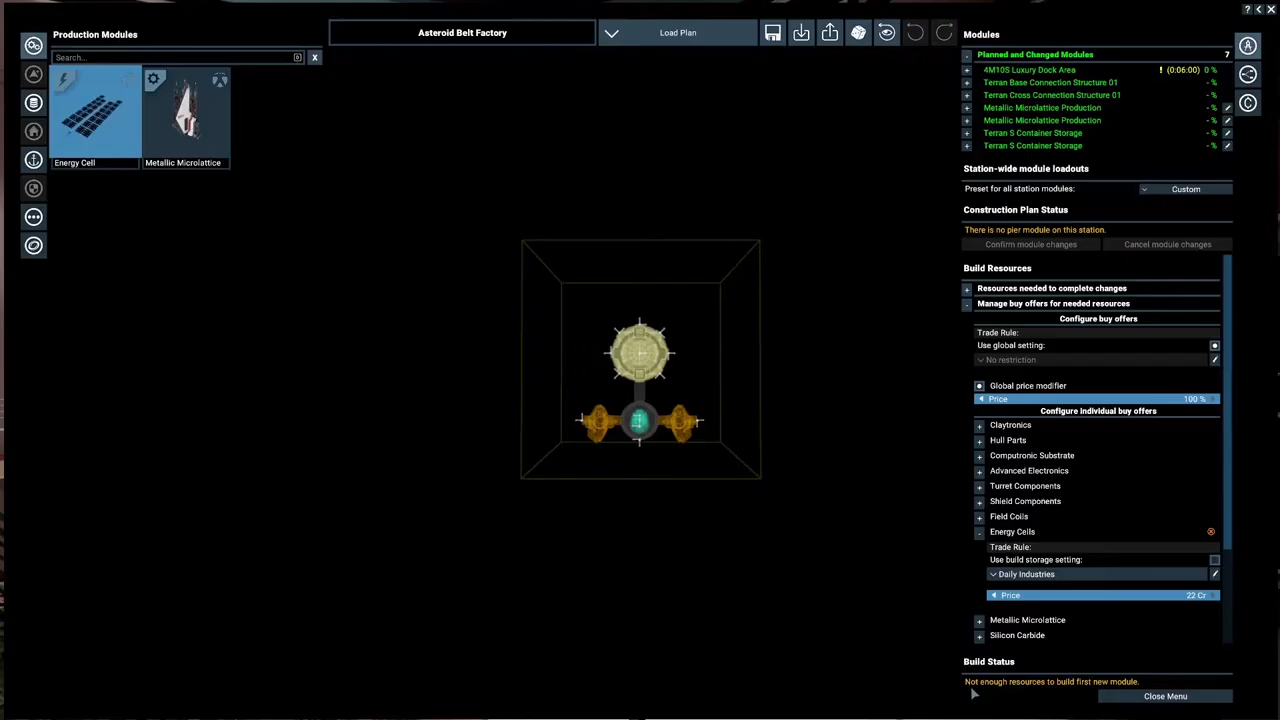 Production Modules
Asteroid Belt Factory
Load Plan
Search...
x
Energy Cell
Metallic Microlattice
Modules
Planned and Changed Modules 7
4M10S Luxury Dock Area ! (0:06:00) 0 %
Terran Base Connection Structure 01 - %
Terran Cross Connection Structure 01 - %
Metallic Microlattice Production - %
Metallic Microlattice Production - %
Terran S Container Storage - %
Terran S Container Storage - %
Station-wide module loadouts
Preset for all station modules: Custom
Construction Plan Status
There is no pier module on this station.
Confirm module changes Cancel module changes
Build Resources
Resources needed to complete changes
Manage buy offers for needed resources
Configure buy offers
Trade Rule:
Use global setting:
No restriction
Global price modifier
Price 100 %
Configure individual buy offers
Claytronics
Hull Parts
Computronic Substrate
Advanced Electronics
Turret Components
Shield Components
Field Coils
Energy Cells
Trade Rule:
Use build storage setting:
Daily Industries
Price 22 Cr
Metallic Microlattice
Silicon Carbide
Build Status
Not enough resources to build first new module.
Close Menu